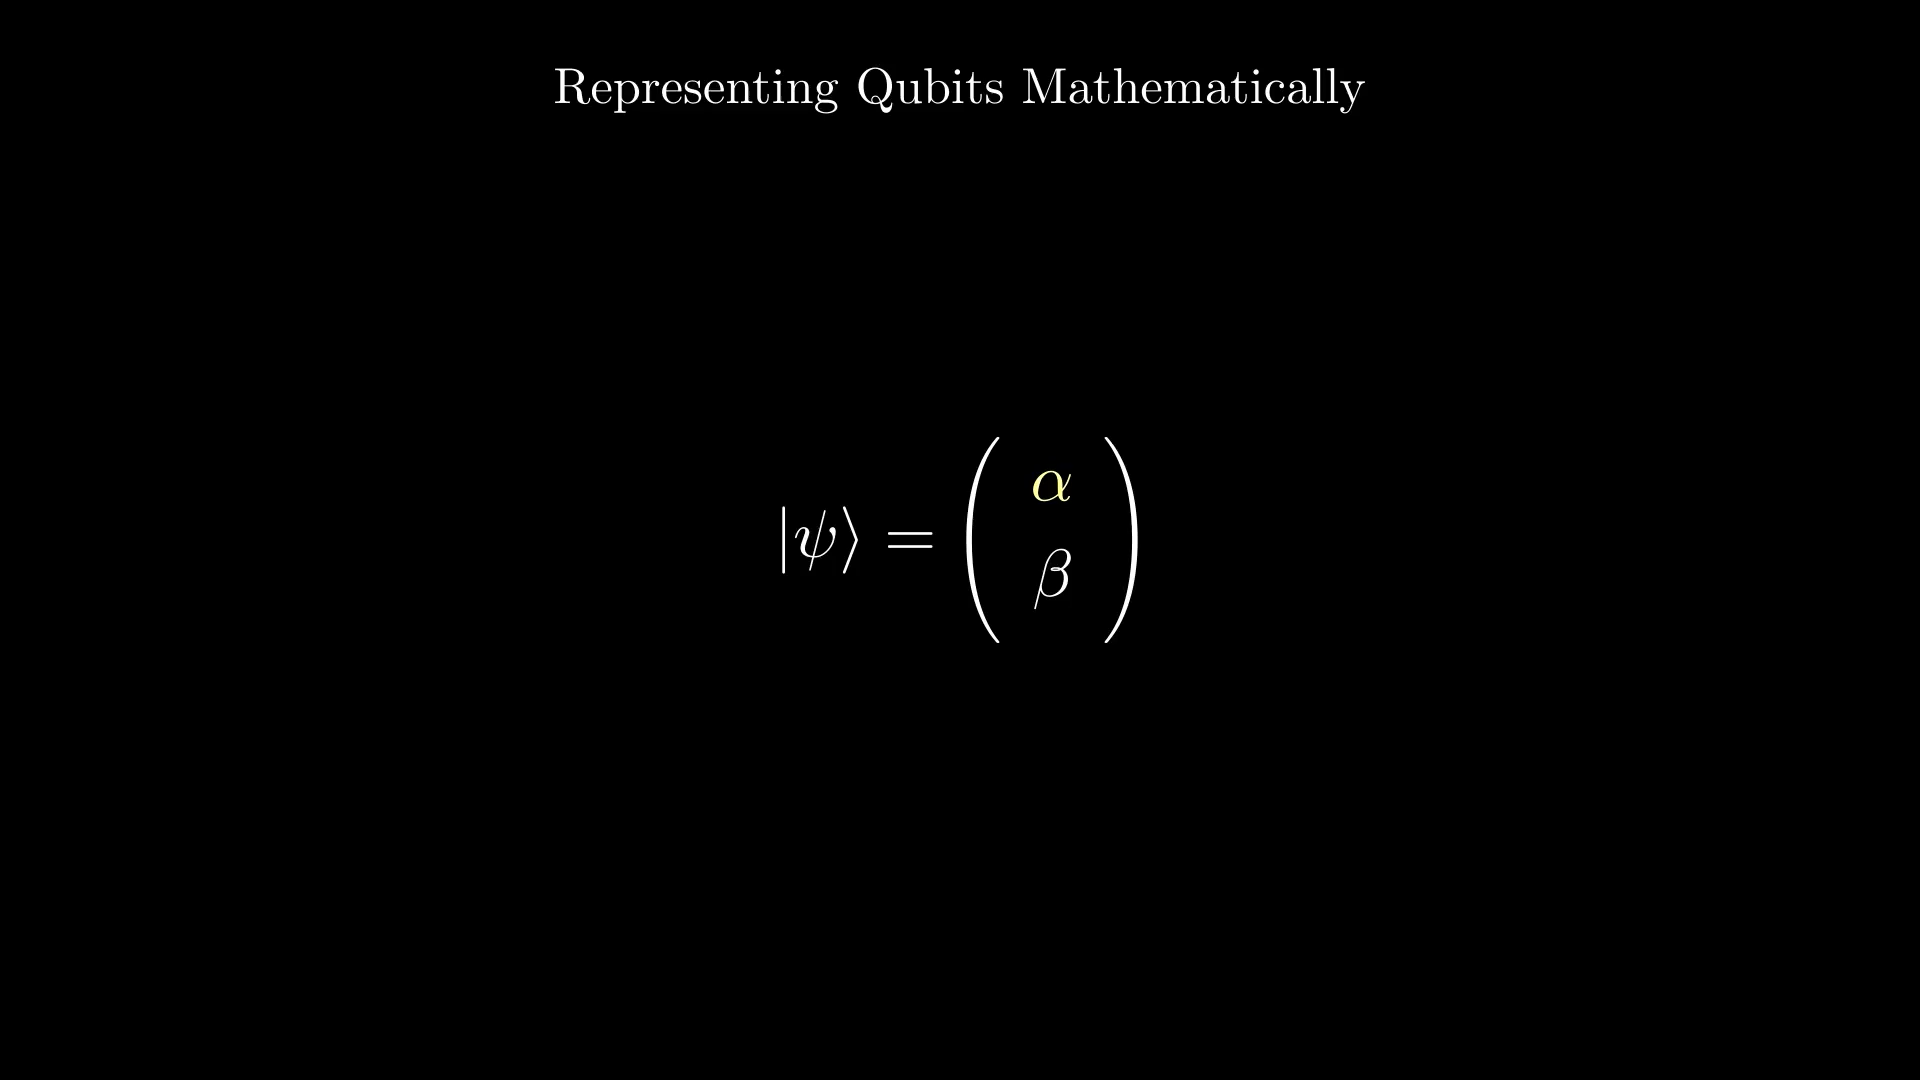 Representing Qubits Mathematically
|ψ⟩ = ( α
β )